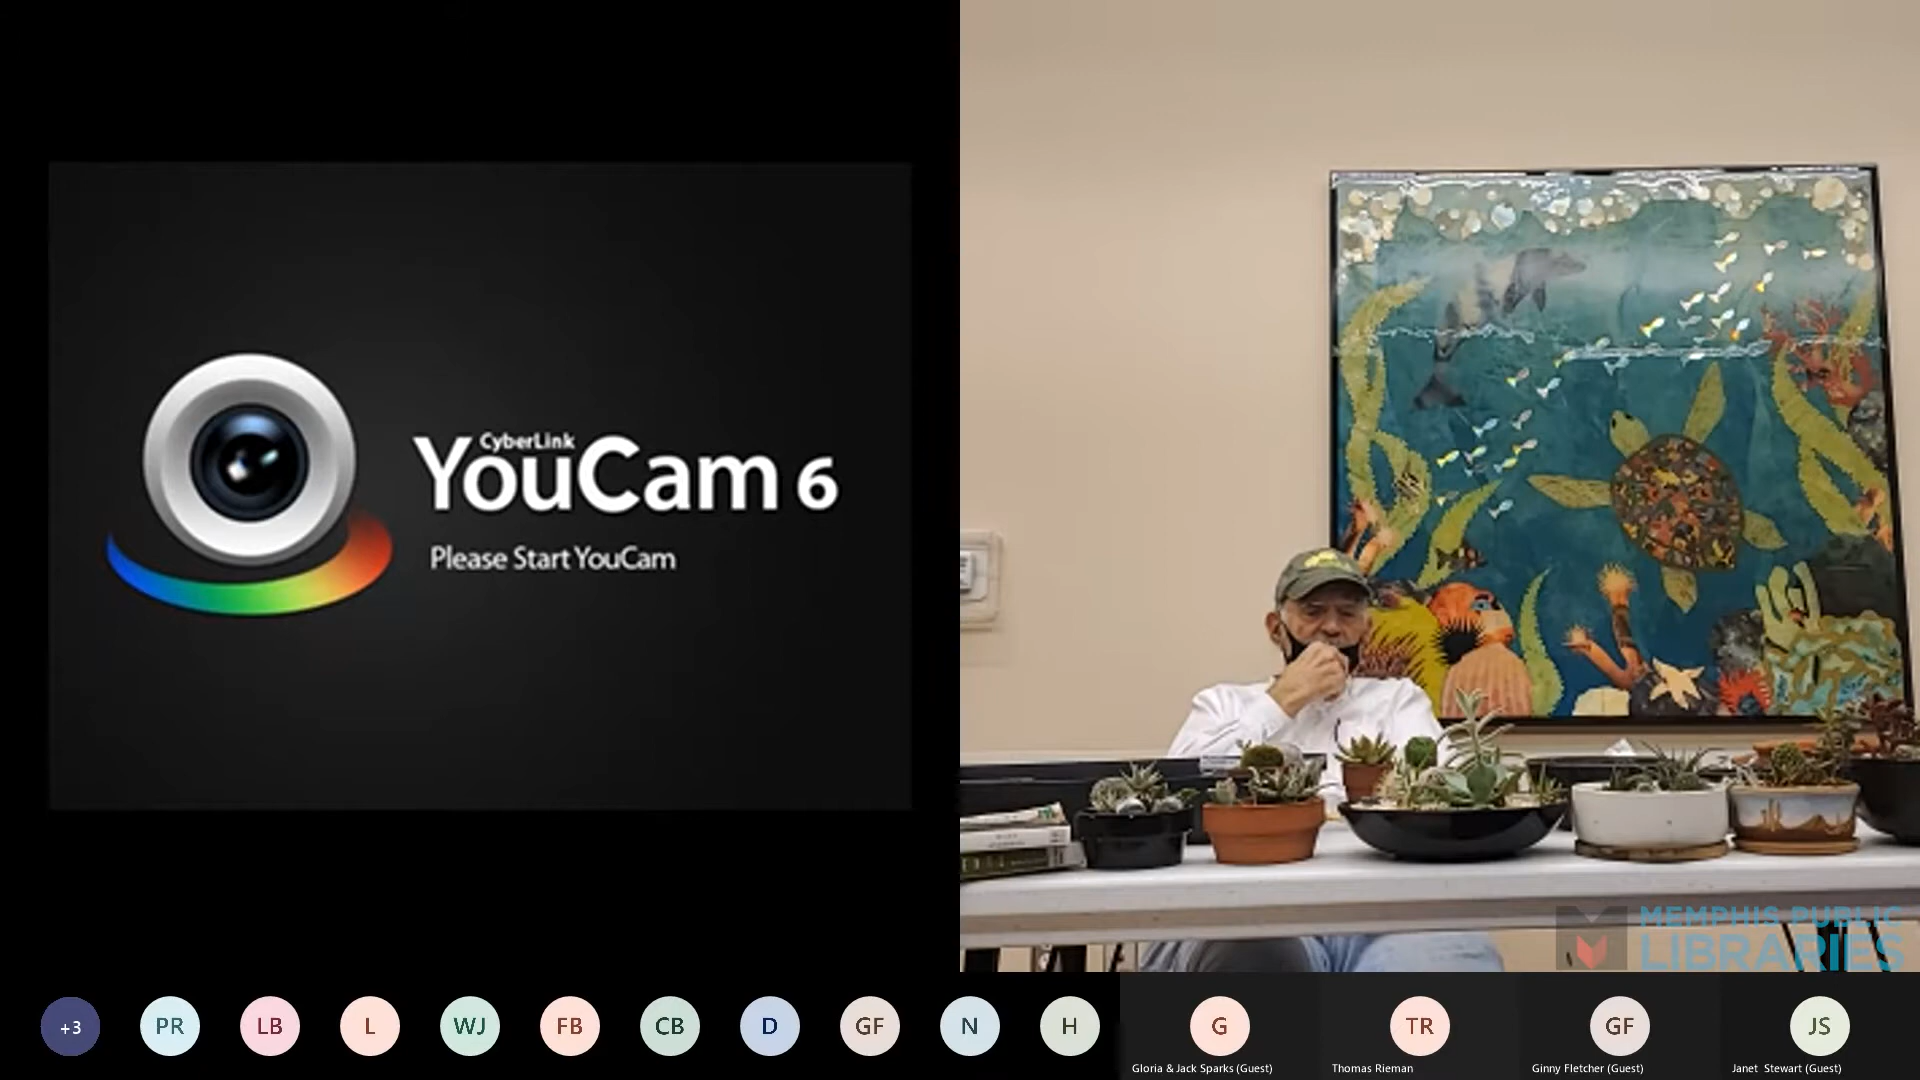 CyberLink
YouCam 6
Please Start YouCam
MEMPHIS PUBLIC
LIBRARIES
+3
PR
LB
L
WJ
FB
CB
D
GF
N
H
G
TR
GF
JS
Gloria & Jack Sparks (Guest)
Thomas Rieman
Ginny Fletcher (Guest)
Janet Stewart (Guest)